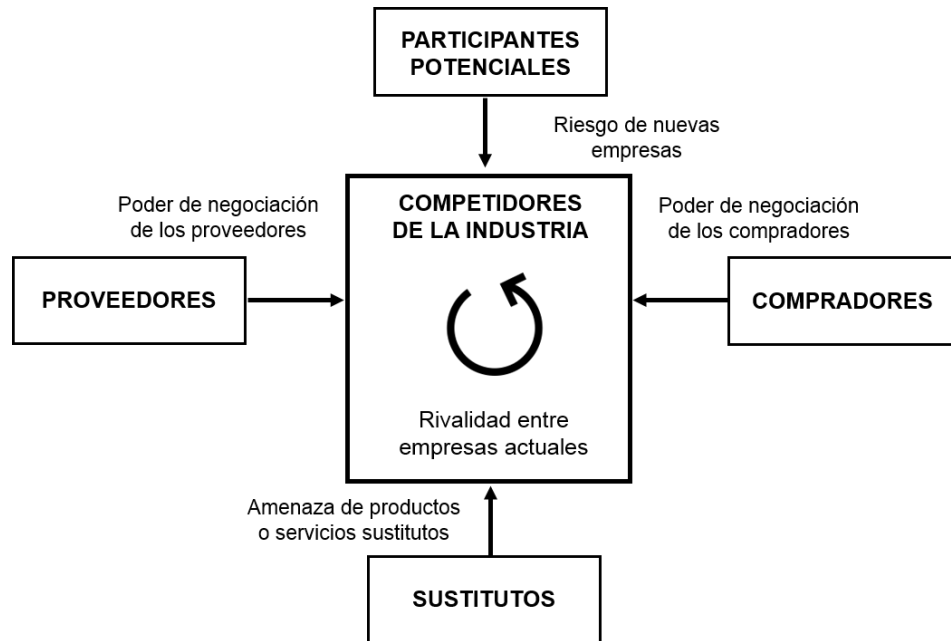 PARTICIPANTES
POTENCIALES
Riesgo de nuevas
empresas
Poder de negociación
de los proveedores
COMPETIDORES
DE LA INDUSTRIA
Poder de negociación
de los compradores
PROVEEDORES
COMPRADORES
Rivalidad entre
empresas actuales
Amenaza de productos
o servicios sustitutos
SUSTITUTOS